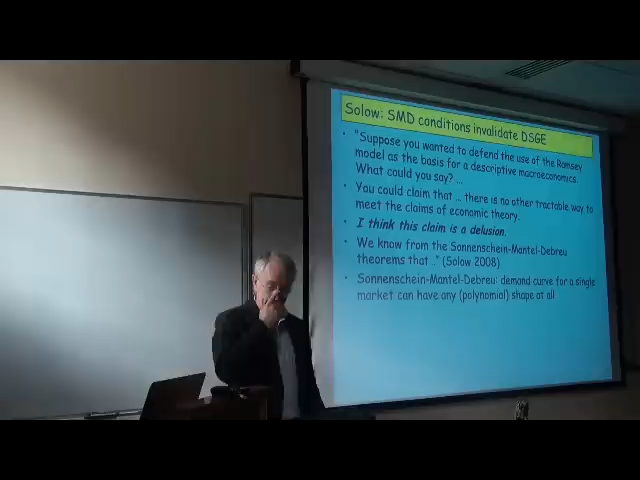 Solow: SMD conditions invalidate DSGE
• "Suppose you wanted to defend the use of the Ramsey
model as the basis for a descriptive macroeconomics.
What could you say? ...
• You could claim that ... there is no other tractable way to
meet the claims of economic theory.
• I think this claim is a delusion.
• We know from the Sonnenschein-Mantel-Debreu
theorems that ..." (Solow 2008)
• Sonnenschein-Mantel-Debreu: demand curve for a single
market can have any (polynomial) shape at all